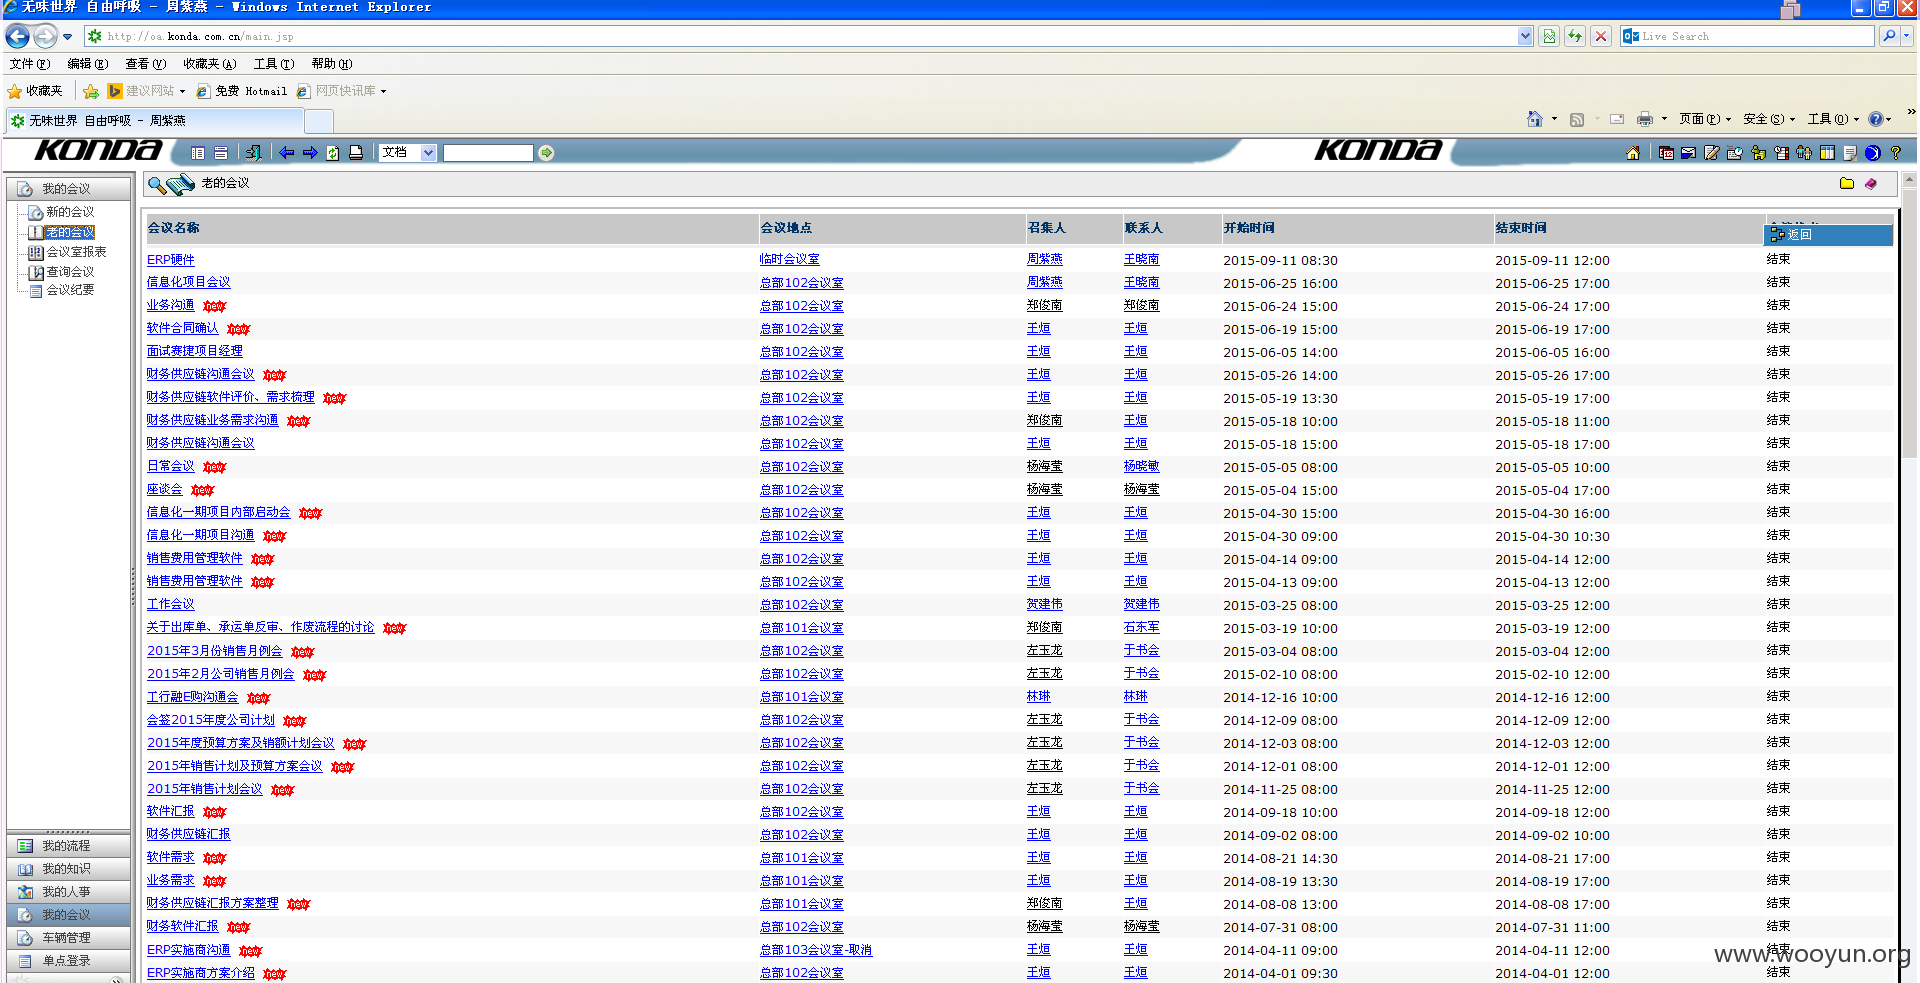 无味世界 自由呼吸 - 周紫燕 - Windows Internet Explorer
http://oa.konda.com.cn/main.jsp Live Search
文件(F) 编辑(E) 查看(V) 收藏夹(A) 工具(T) 帮助(H)
收藏夹 建议网站 免费 Hotmail 网页快讯库
无味世界 自由呼吸 - 周紫燕 页面(P) 安全(S) 工具(O)
KONDA 文档 KONDA
我的会议 老的会议
新的会议
老的会议
会议室报表
查询会议
会议纪要
会议名称 会议地点 召集人 联系人 开始时间 结束时间
返回
ERP硬件 临时会议室 周紫燕 王晓南 2015-09-11 08:30 2015-09-11 12:00 结束
信息化项目会议 总部102会议室 周紫燕 王晓南 2015-06-25 16:00 2015-06-25 17:00 结束
业务沟通 new 总部102会议室 郑俊南 郑俊南 2015-06-24 15:00 2015-06-24 17:00 结束
软件合同确认 new 总部102会议室 王烜 王烜 2015-06-19 15:00 2015-06-19 17:00 结束
面试赛捷项目经理 总部102会议室 王烜 王烜 2015-06-05 14:00 2015-06-05 16:00 结束
财务供应链沟通会议 new 总部102会议室 王烜 王烜 2015-05-26 14:00 2015-05-26 17:00 结束
财务供应链软件评价、需求梳理 new 总部102会议室 王烜 王烜 2015-05-19 13:30 2015-05-19 17:00 结束
财务供应链业务需求沟通 new 总部102会议室 郑俊南 王烜 2015-05-18 10:00 2015-05-18 11:00 结束
财务供应链沟通会议 总部102会议室 王烜 王烜 2015-05-18 15:00 2015-05-18 17:00 结束
日常会议 new 总部102会议室 杨海莹 杨晓敏 2015-05-05 08:00 2015-05-05 10:00 结束
座谈会 new 总部102会议室 杨海莹 杨海莹 2015-05-04 15:00 2015-05-04 17:00 结束
信息化一期项目内部启动会 new 总部102会议室 王烜 王烜 2015-04-30 15:00 2015-04-30 16:00 结束
信息化一期项目沟通 new 总部102会议室 王烜 王烜 2015-04-30 09:00 2015-04-30 10:30 结束
销售费用管理软件 new 总部102会议室 王烜 王烜 2015-04-14 09:00 2015-04-14 12:00 结束
销售费用管理软件 new 总部102会议室 王烜 王烜 2015-04-13 09:00 2015-04-13 12:00 结束
工作会议 总部102会议室 贺建伟 贺建伟 2015-03-25 08:00 2015-03-25 12:00 结束
关于出库单、承运单反审、作废流程的讨论 new 总部101会议室 郑俊南 石东军 2015-03-19 10:00 2015-03-19 12:00 结束
2015年3月份销售月例会 new 总部102会议室 左玉龙 于书会 2015-03-04 08:00 2015-03-04 12:00 结束
2015年2月公司销售月例会 new 总部102会议室 左玉龙 于书会 2015-02-10 08:00 2015-02-10 12:00 结束
工行融E购沟通会 new 总部101会议室 林琳 林琳 2014-12-16 10:00 2014-12-16 12:00 结束
会签2015年度公司计划 new 总部102会议室 左玉龙 于书会 2014-12-09 08:00 2014-12-09 12:00 结束
2015年度预算方案及销额计划会议 new 总部102会议室 左玉龙 于书会 2014-12-03 08:00 2014-12-03 12:00 结束
2015年销售计划及预算方案会议 new 总部102会议室 左玉龙 于书会 2014-12-01 08:00 2014-12-01 12:00 结束
2015年销售计划会议 new 总部102会议室 左玉龙 于书会 2014-11-25 08:00 2014-11-25 12:00 结束
软件汇报 new 总部102会议室 王烜 王烜 2014-09-18 10:00 2014-09-18 12:00 结束
财务供应链汇报 总部102会议室 王烜 王烜 2014-09-02 08:00 2014-09-02 10:00 结束
我的流程
软件需求 new 总部101会议室 王烜 王烜 2014-08-21 14:30 2014-08-21 17:00 结束
我的知识
业务需求 new 总部101会议室 王烜 王烜 2014-08-19 13:30 2014-08-19 17:00 结束
我的人事
财务供应链汇报方案整理 new 总部101会议室 郑俊南 王烜 2014-08-08 13:00 2014-08-08 17:00 结束
我的会议
财务软件汇报 new 总部102会议室 杨海莹 杨海莹 2014-07-31 08:00 2014-07-31 11:00 结束
车辆管理
ERP实施商沟通 new 总部103会议室-取消 王烜 王烜 2014-04-11 09:00 2014-04-11 12:00 结束
单点登录
ERP实施商方案介绍 new 总部102会议室 王烜 王烜 2014-04-01 09:30 2014-04-01 12:00 结束
www.wooyun.org